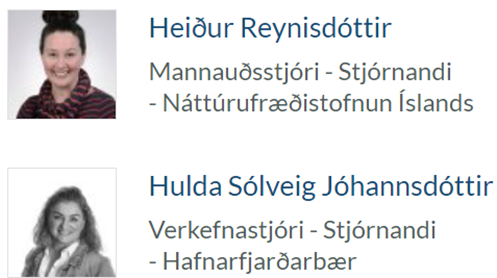 Heiður Reynisdóttir
Mannauðsstjóri - Stjórnandi
- Náttúrufræðistofnun Íslands
Hulda Sólveig Jóhannsdóttir
Verkefnastjóri - Stjórnandi
- Hafnarfjarðarbær